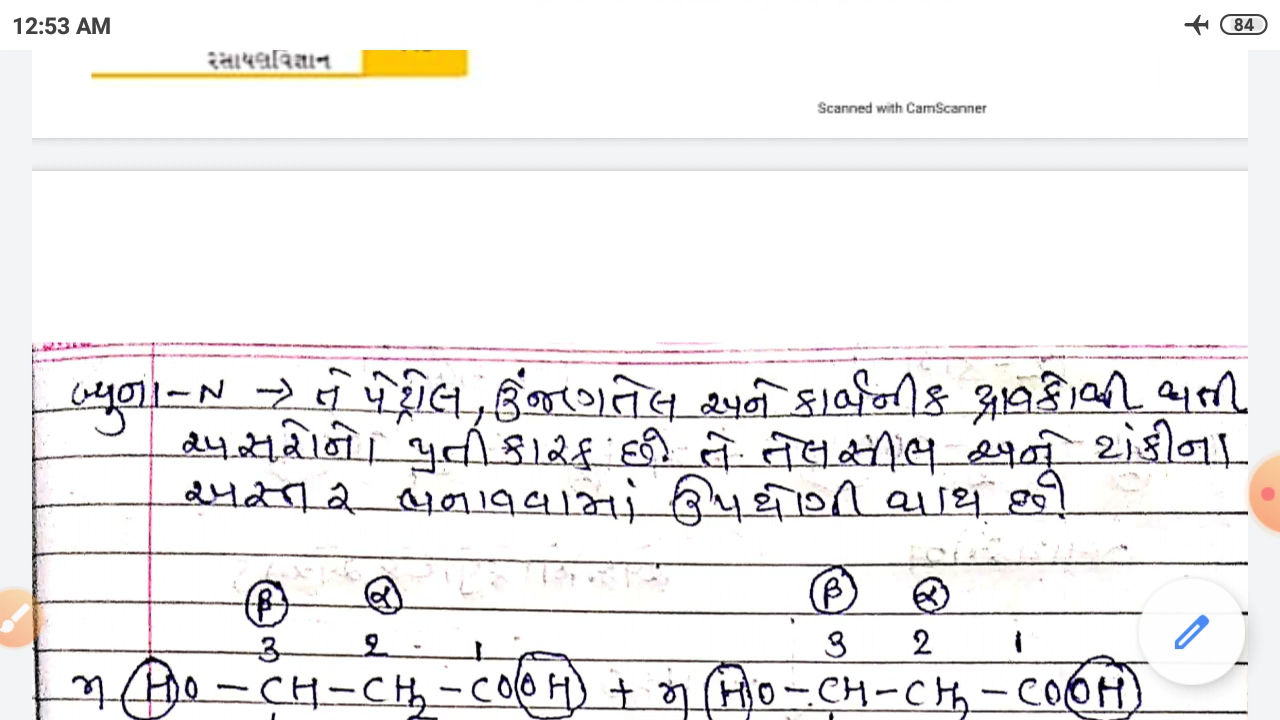 12:53 AM
84
રસાયણવિજ્ઞાન
Scanned with CamScanner
બ્યુના-N → તે પેટ્રોલ, ઊંજણતેલ અને કાર્બનીક દ્રાવકોથી થતી
અસરોનો પ્રતીકારક છે. તે તેલસીલ અને ટાંકીના
અસ્તર બનાવવામાં ઉપયોગી થાય છે.
β α β α
3 2 1 3 2 1
n HO – CH – CH2 – COOH + n HO – CH – CH2 – COOH